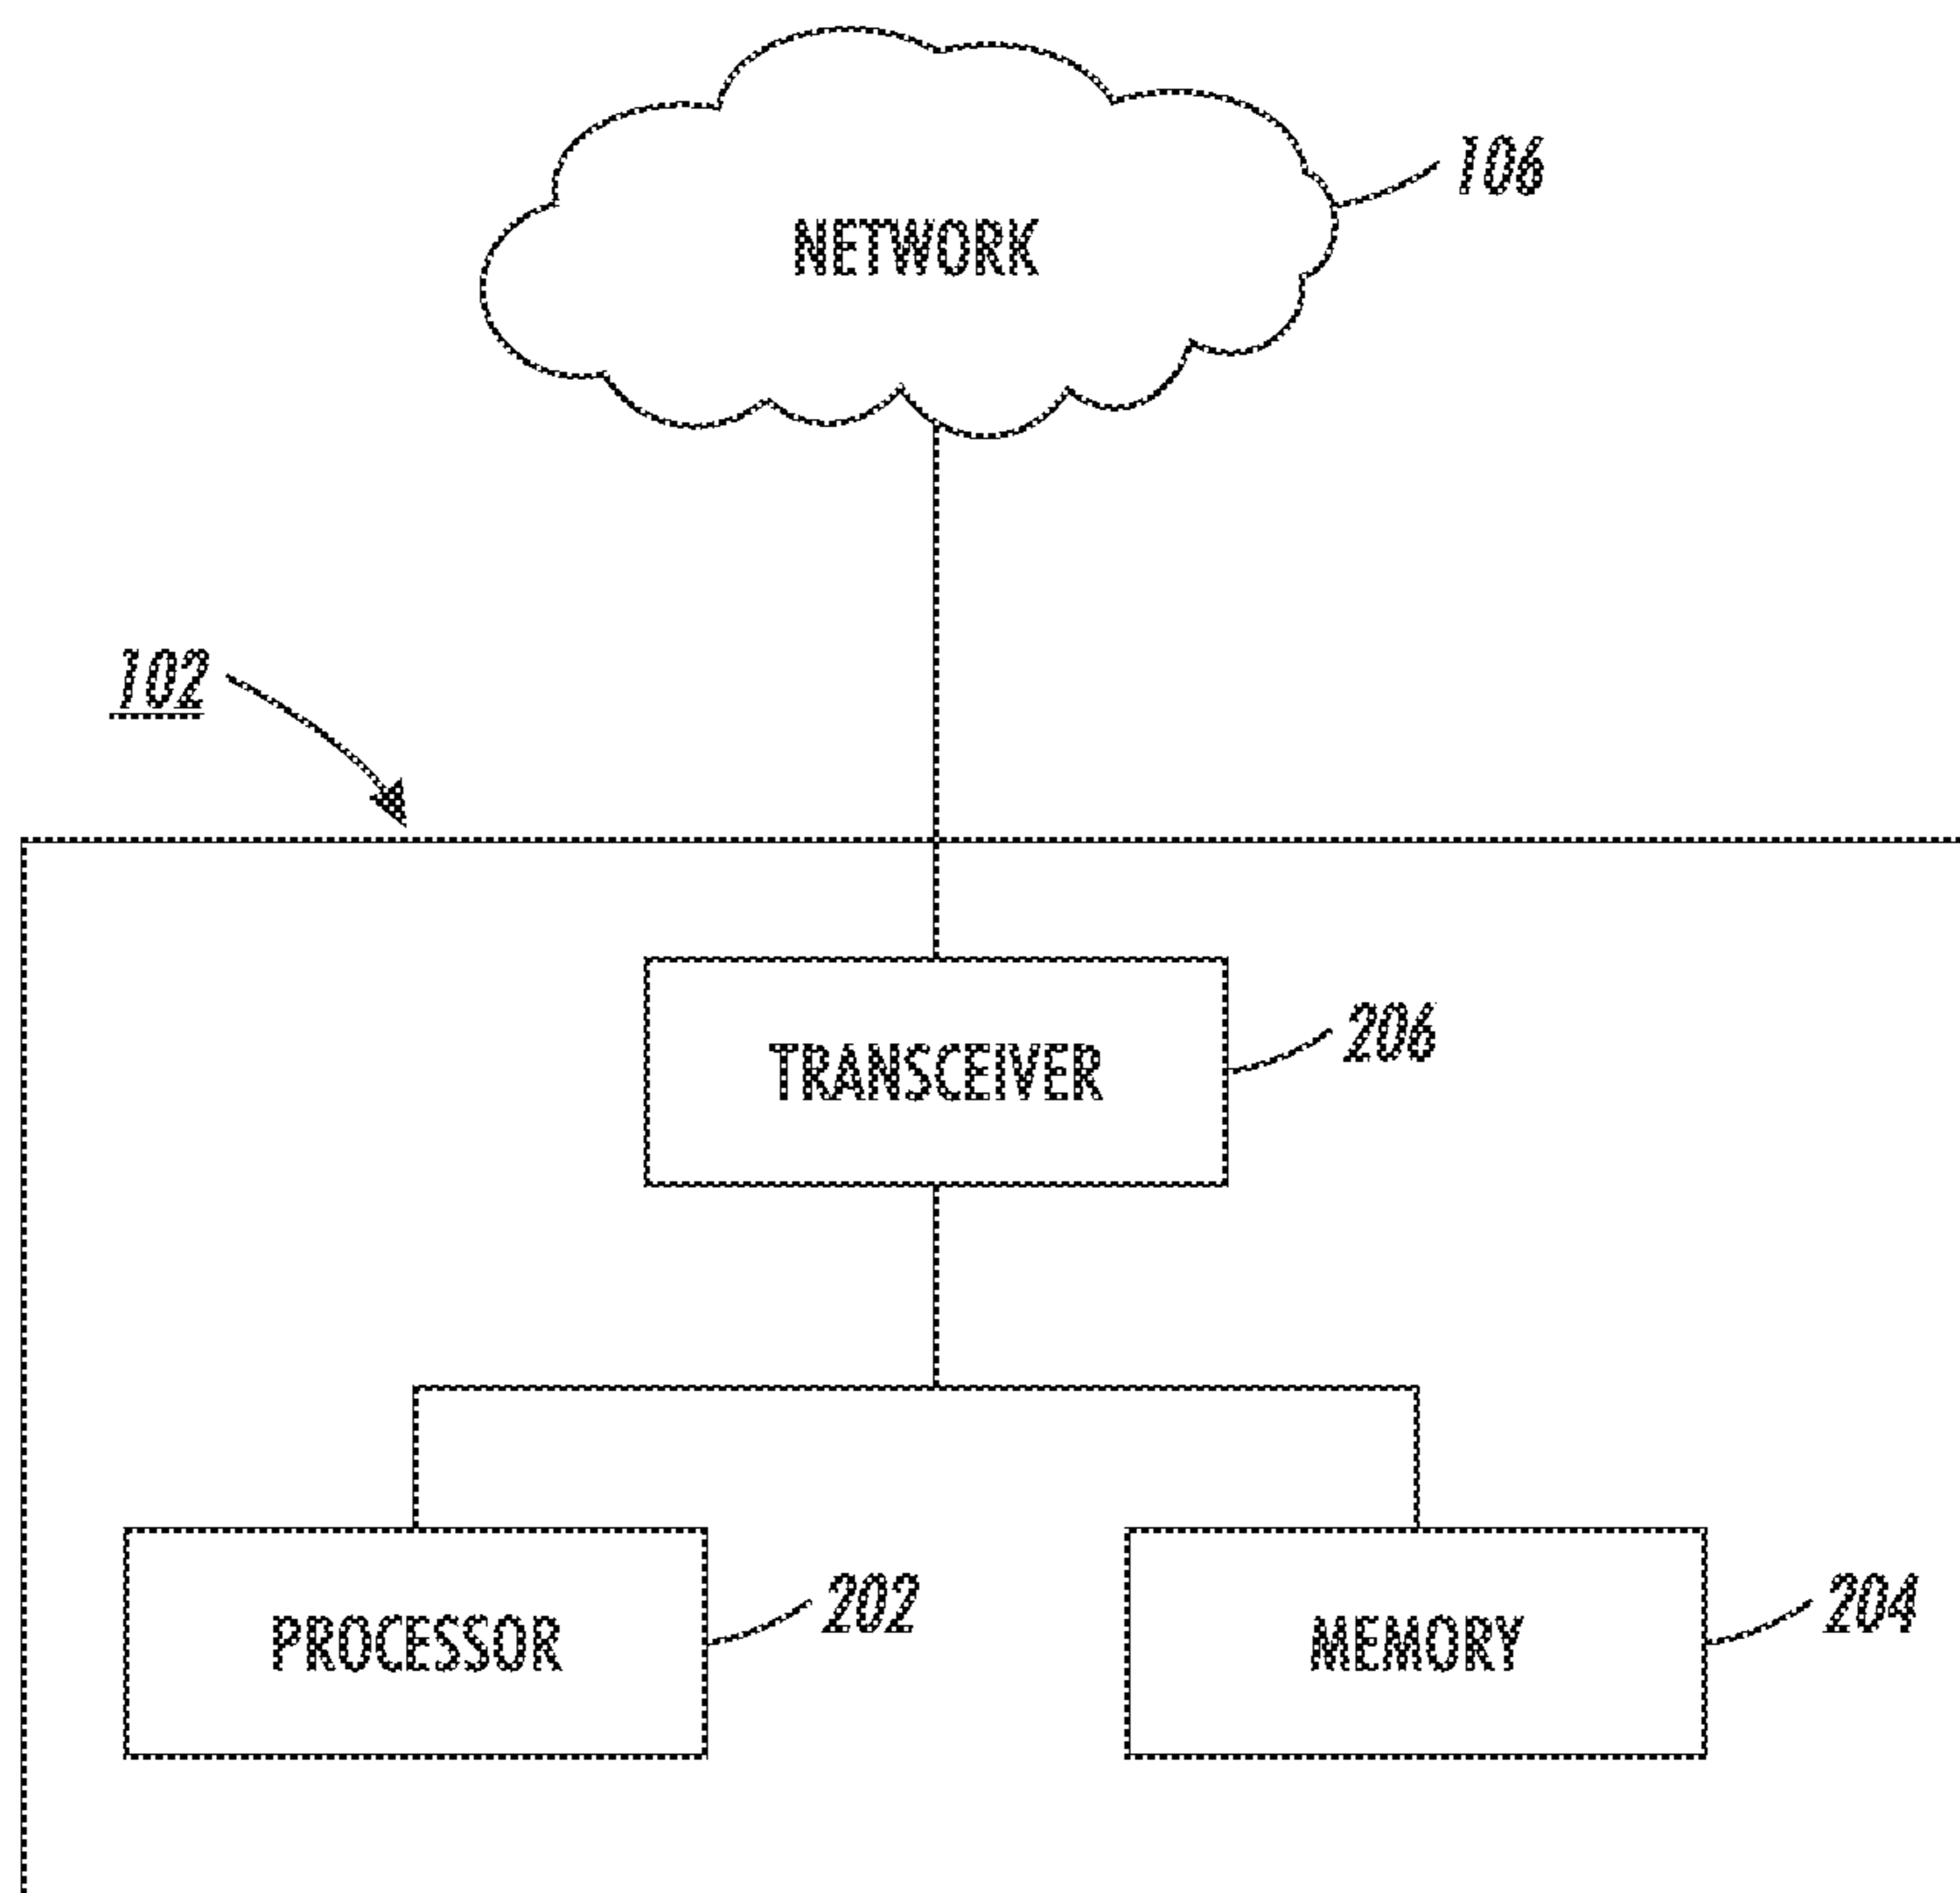 106
NETWORK
102
206
TRANSCEIVER
202
204
PROCESSOR
MEMORY